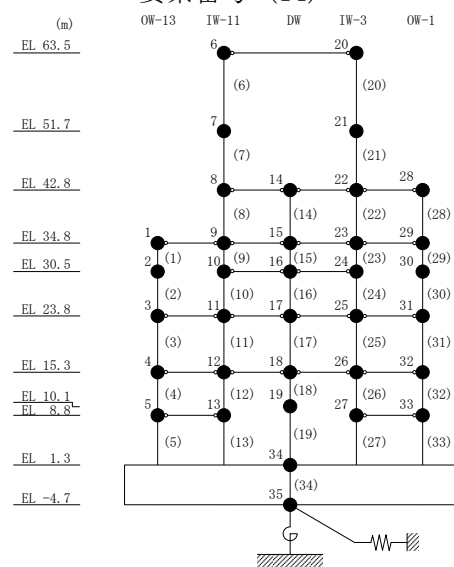 (m)
OW-13 IW-11 DW IW-3 OW-1
EL 63.5
6 20
(6) (20)
EL 51.7
7 21
(7) (21)
EL 42.8
8 14 22 28
(8) (14) (22) (28)
EL 34.8
1 9 15 23 29
(1) (9) (15) (23) (29)
EL 30.5
2 10 16 24 30
(2) (10) (16) (24) (30)
EL 23.8
3 11 17 25 31
(3) (11) (17) (25) (31)
EL 15.3
4 12 18 26 32
(4) (12) (18) (26) (32)
EL 10.1
19
EL 8.8
5 13 27 33
(5) (13) (19) (27) (33)
EL 1.3
34
(34)
EL -4.7
35